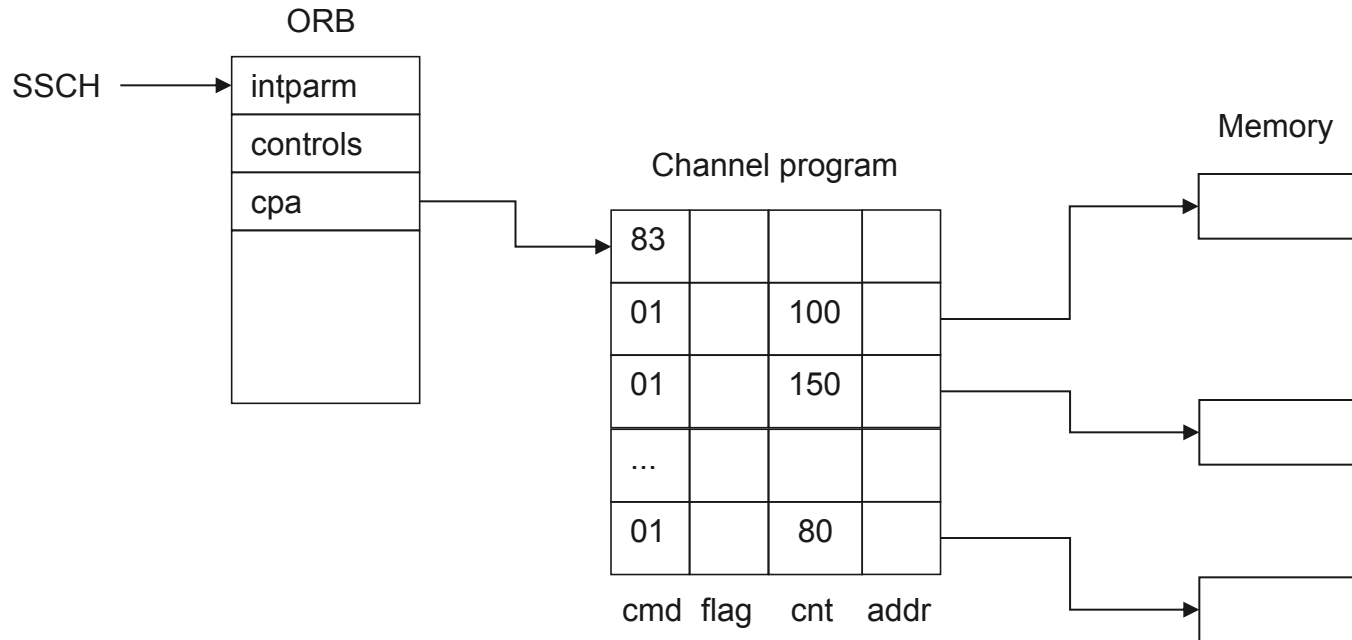 ORB
SSCH
intparm
controls
cpa
Channel program
83
01 100
01 150
...
01 80
cmd flag cnt addr
Memory